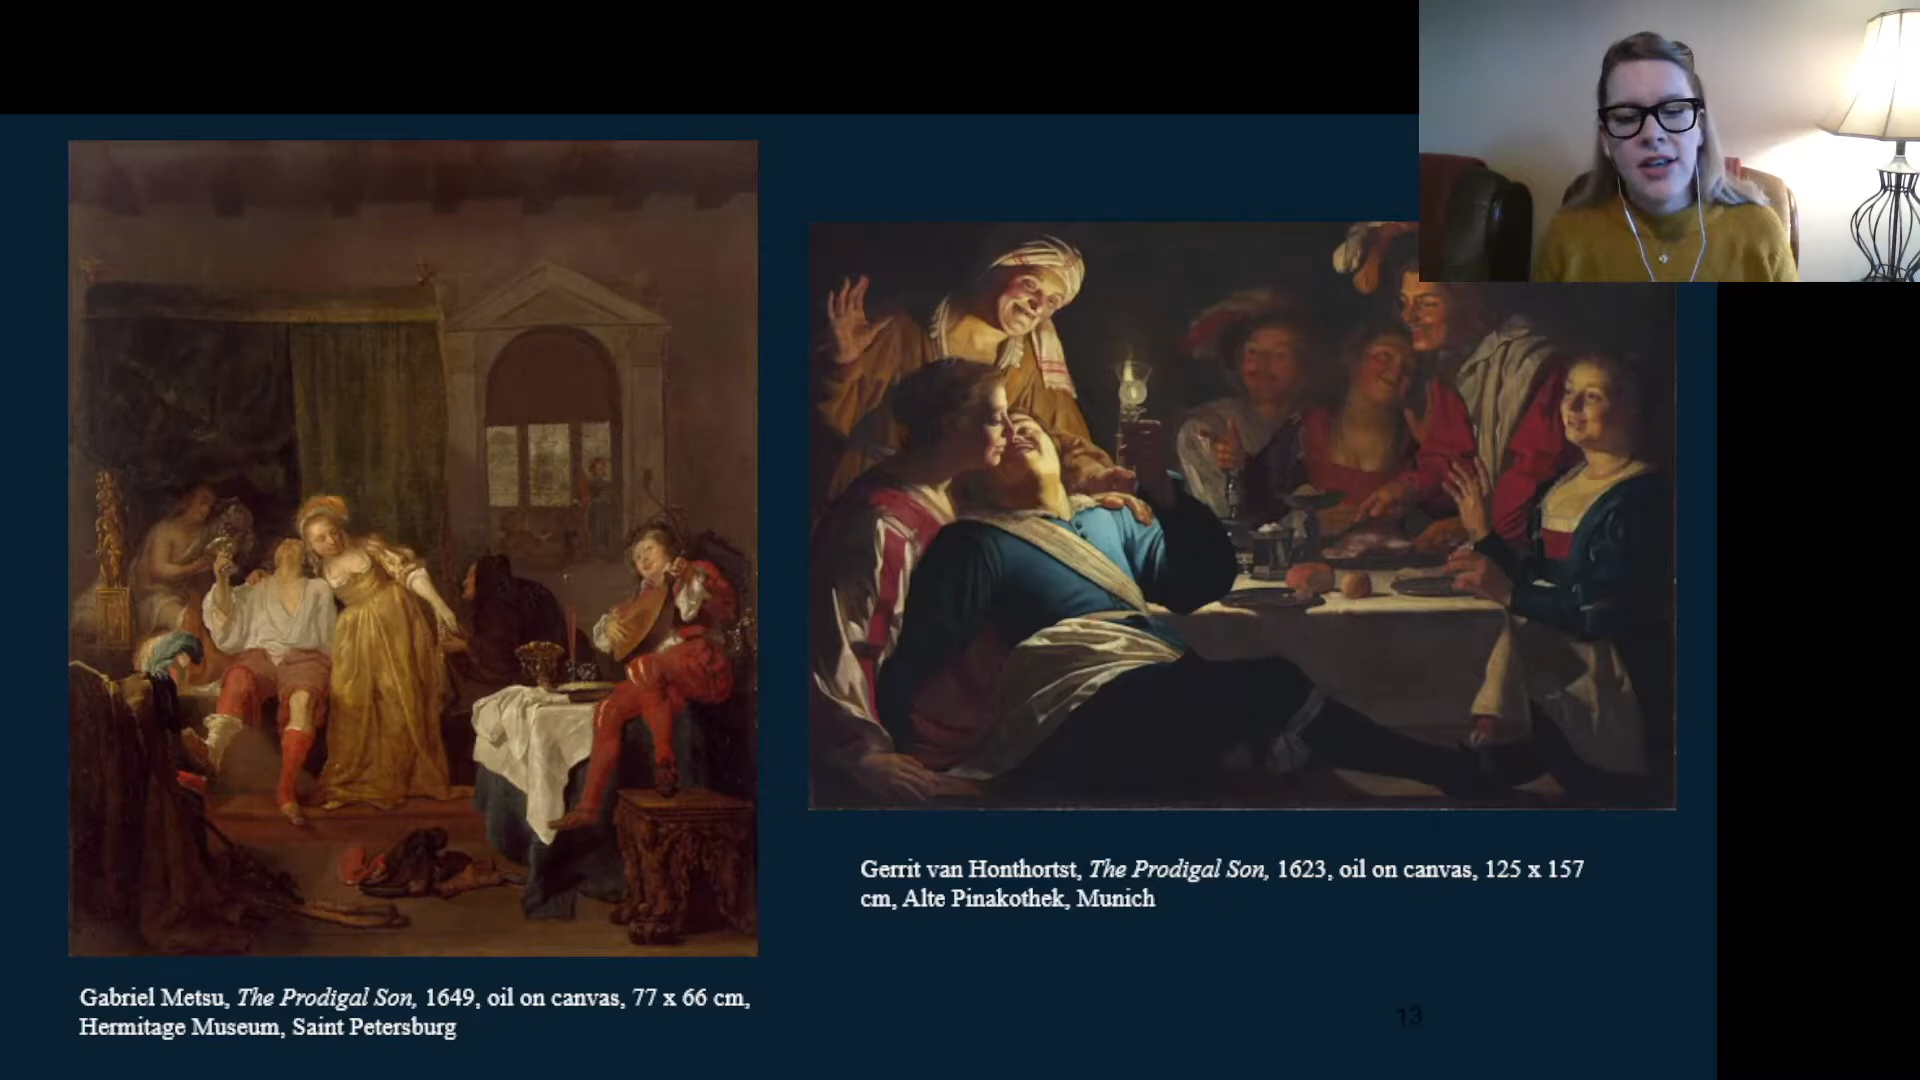 Gerrit van Honthortst, The Prodigal Son, 1623, oil on canvas, 125 x 157
cm, Alte Pinakothek, Munich
Gabriel Metsu, The Prodigal Son, 1649, oil on canvas, 77 x 66 cm,
Hermitage Museum, Saint Petersburg
13